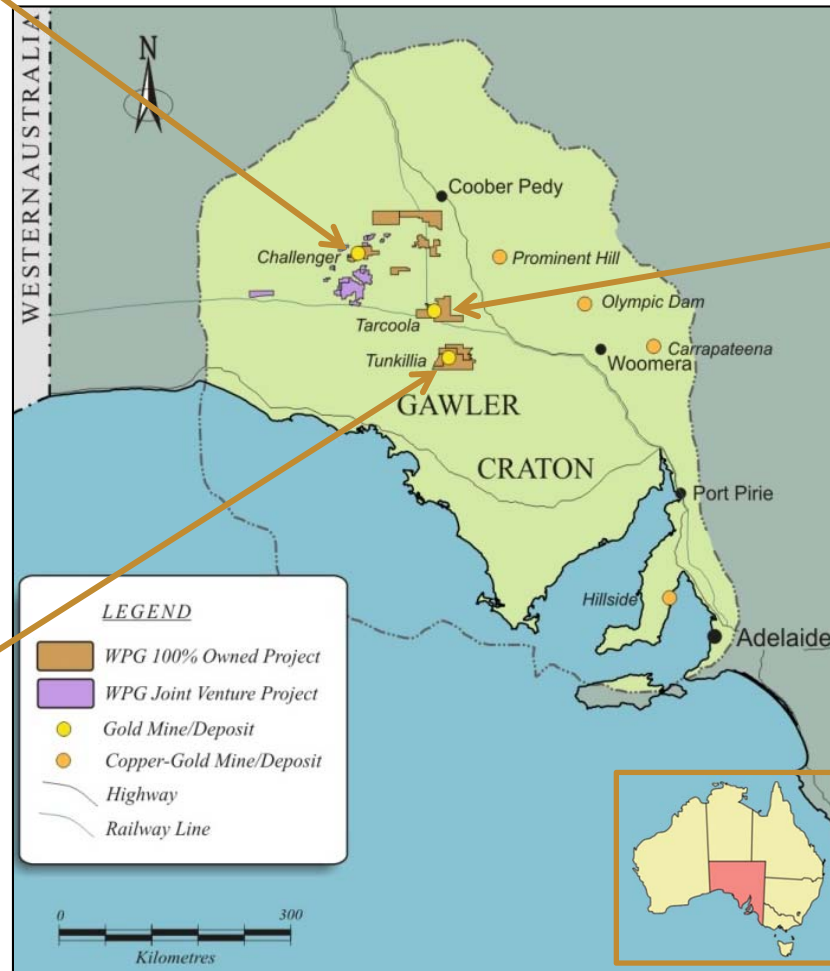 WESTERN AUSTRALIA
N
Coober Pedy
Challenger
Prominent Hill
Olympic Dam
Tarcoola
Carrapateena
Woomera
Tunkillia
GAWLER
CRATON
Port Pirie
Hillside
Adelaide
LEGEND
WPG 100% Owned Project
WPG Joint Venture Project
Gold Mine/Deposit
Copper-Gold Mine/Deposit
Highway
Railway Line
0 300
Kilometres